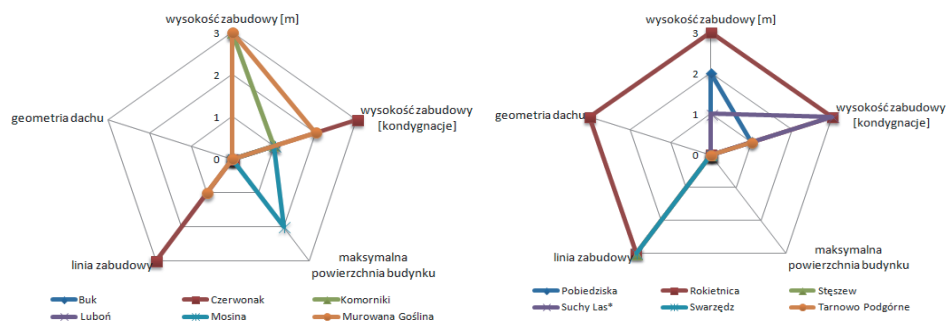 wysokość zabudowy [m]
3
2
1
0
wysokość zabudowy
[kondygnacje]
maksymalna
powierzchnia budynku
linia zabudowy
geometria dachu
Buk
Czerwonak
Komorniki
Luboń
Mosina
Murowana Goślina
wysokość zabudowy [m]
3
2
1
0
wysokość zabudowy
[kondygnacje]
maksymalna
powierzchnia budynku
linia zabudowy
geometria dachu
Pobiedziska
Rokietnica
Stęszew
Suchy Las*
Swarzędz
Tarnowo Podgórne